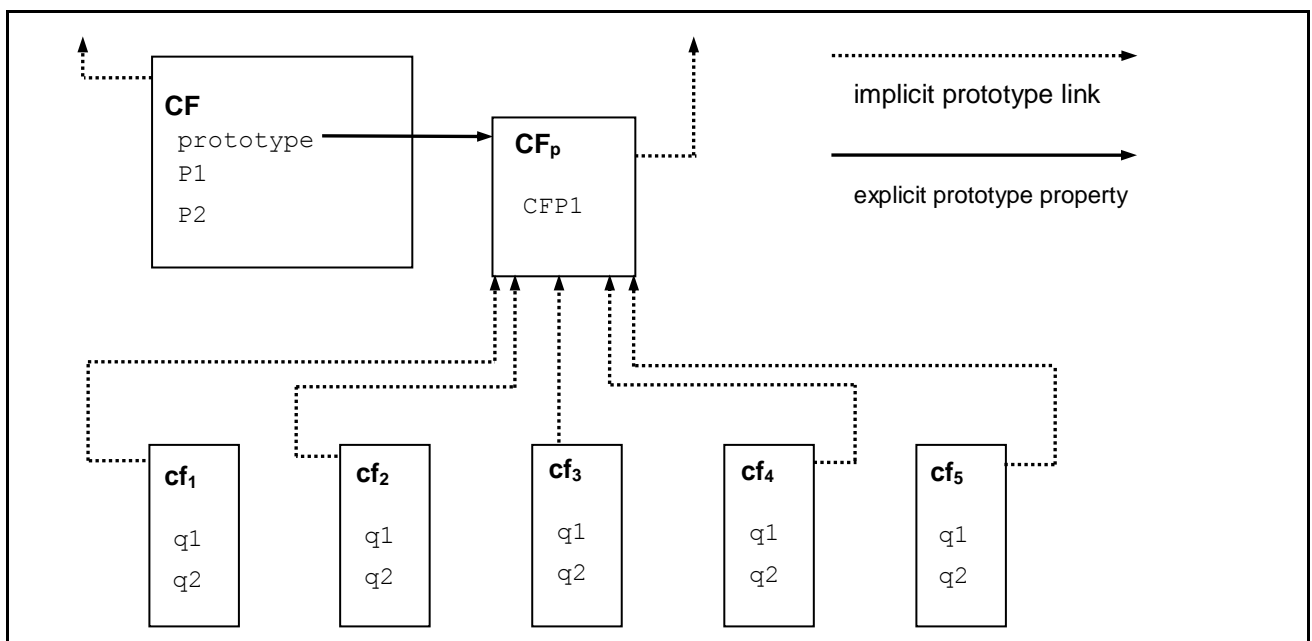 CF
prototype
P1
P2
CFp
CFP1
implicit prototype link
explicit prototype property
cf1
q1
q2
cf2
q1
q2
cf3
q1
q2
cf4
q1
q2
cf5
q1
q2